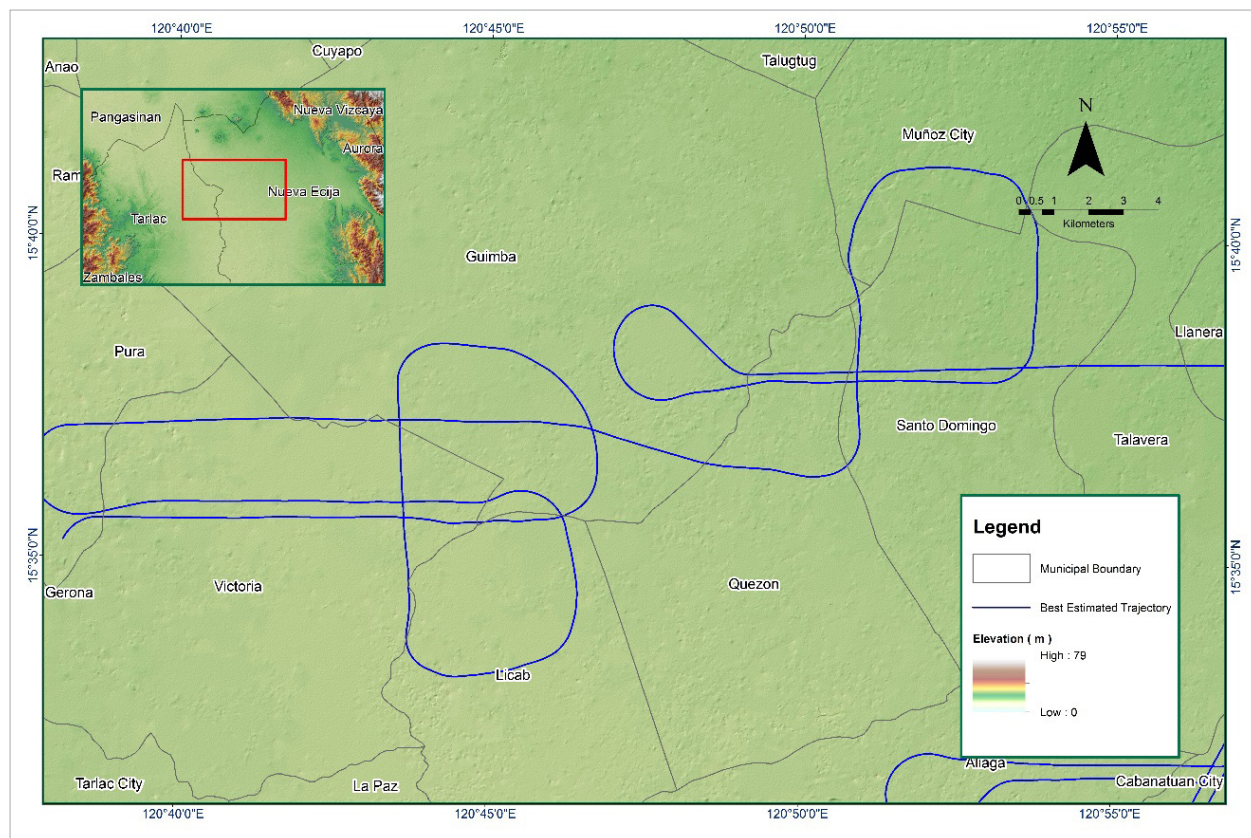 120°40'0"E
120°45'0"E
120°50'0"E
120°55'0"E
Cuyapo
Talugtug
Anao
Pangasinan
Nueva Vizcaya
Aurora
Nueva Ecija
Tarlac
Zambales
Ram
Muñoz City
N
0 0.5 1 2 3 4
Kilometers
15°40'0"N
15°40'0"N
Guimba
Llanera
Pura
Santo Domingo
Talavera
15°35'0"N
15°35'0"N
Gerona
Victoria
Quezon
Licab
Legend
Municipal Boundary
Best Estimated Trajectory
Elevation ( m )
High : 79
Low : 0
Aliaga
Tarlac City
La Paz
Cabanatuan City
120°40'0"E
120°45'0"E
120°50'0"E
120°55'0"E